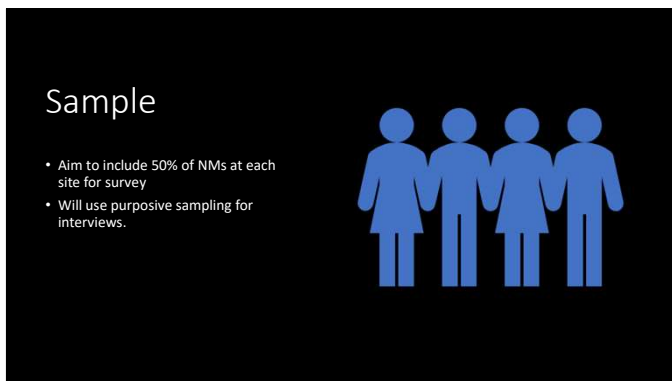 Sample
• Aim to include 50% of NMs at each
site for survey
• Will use purposive sampling for
interviews.